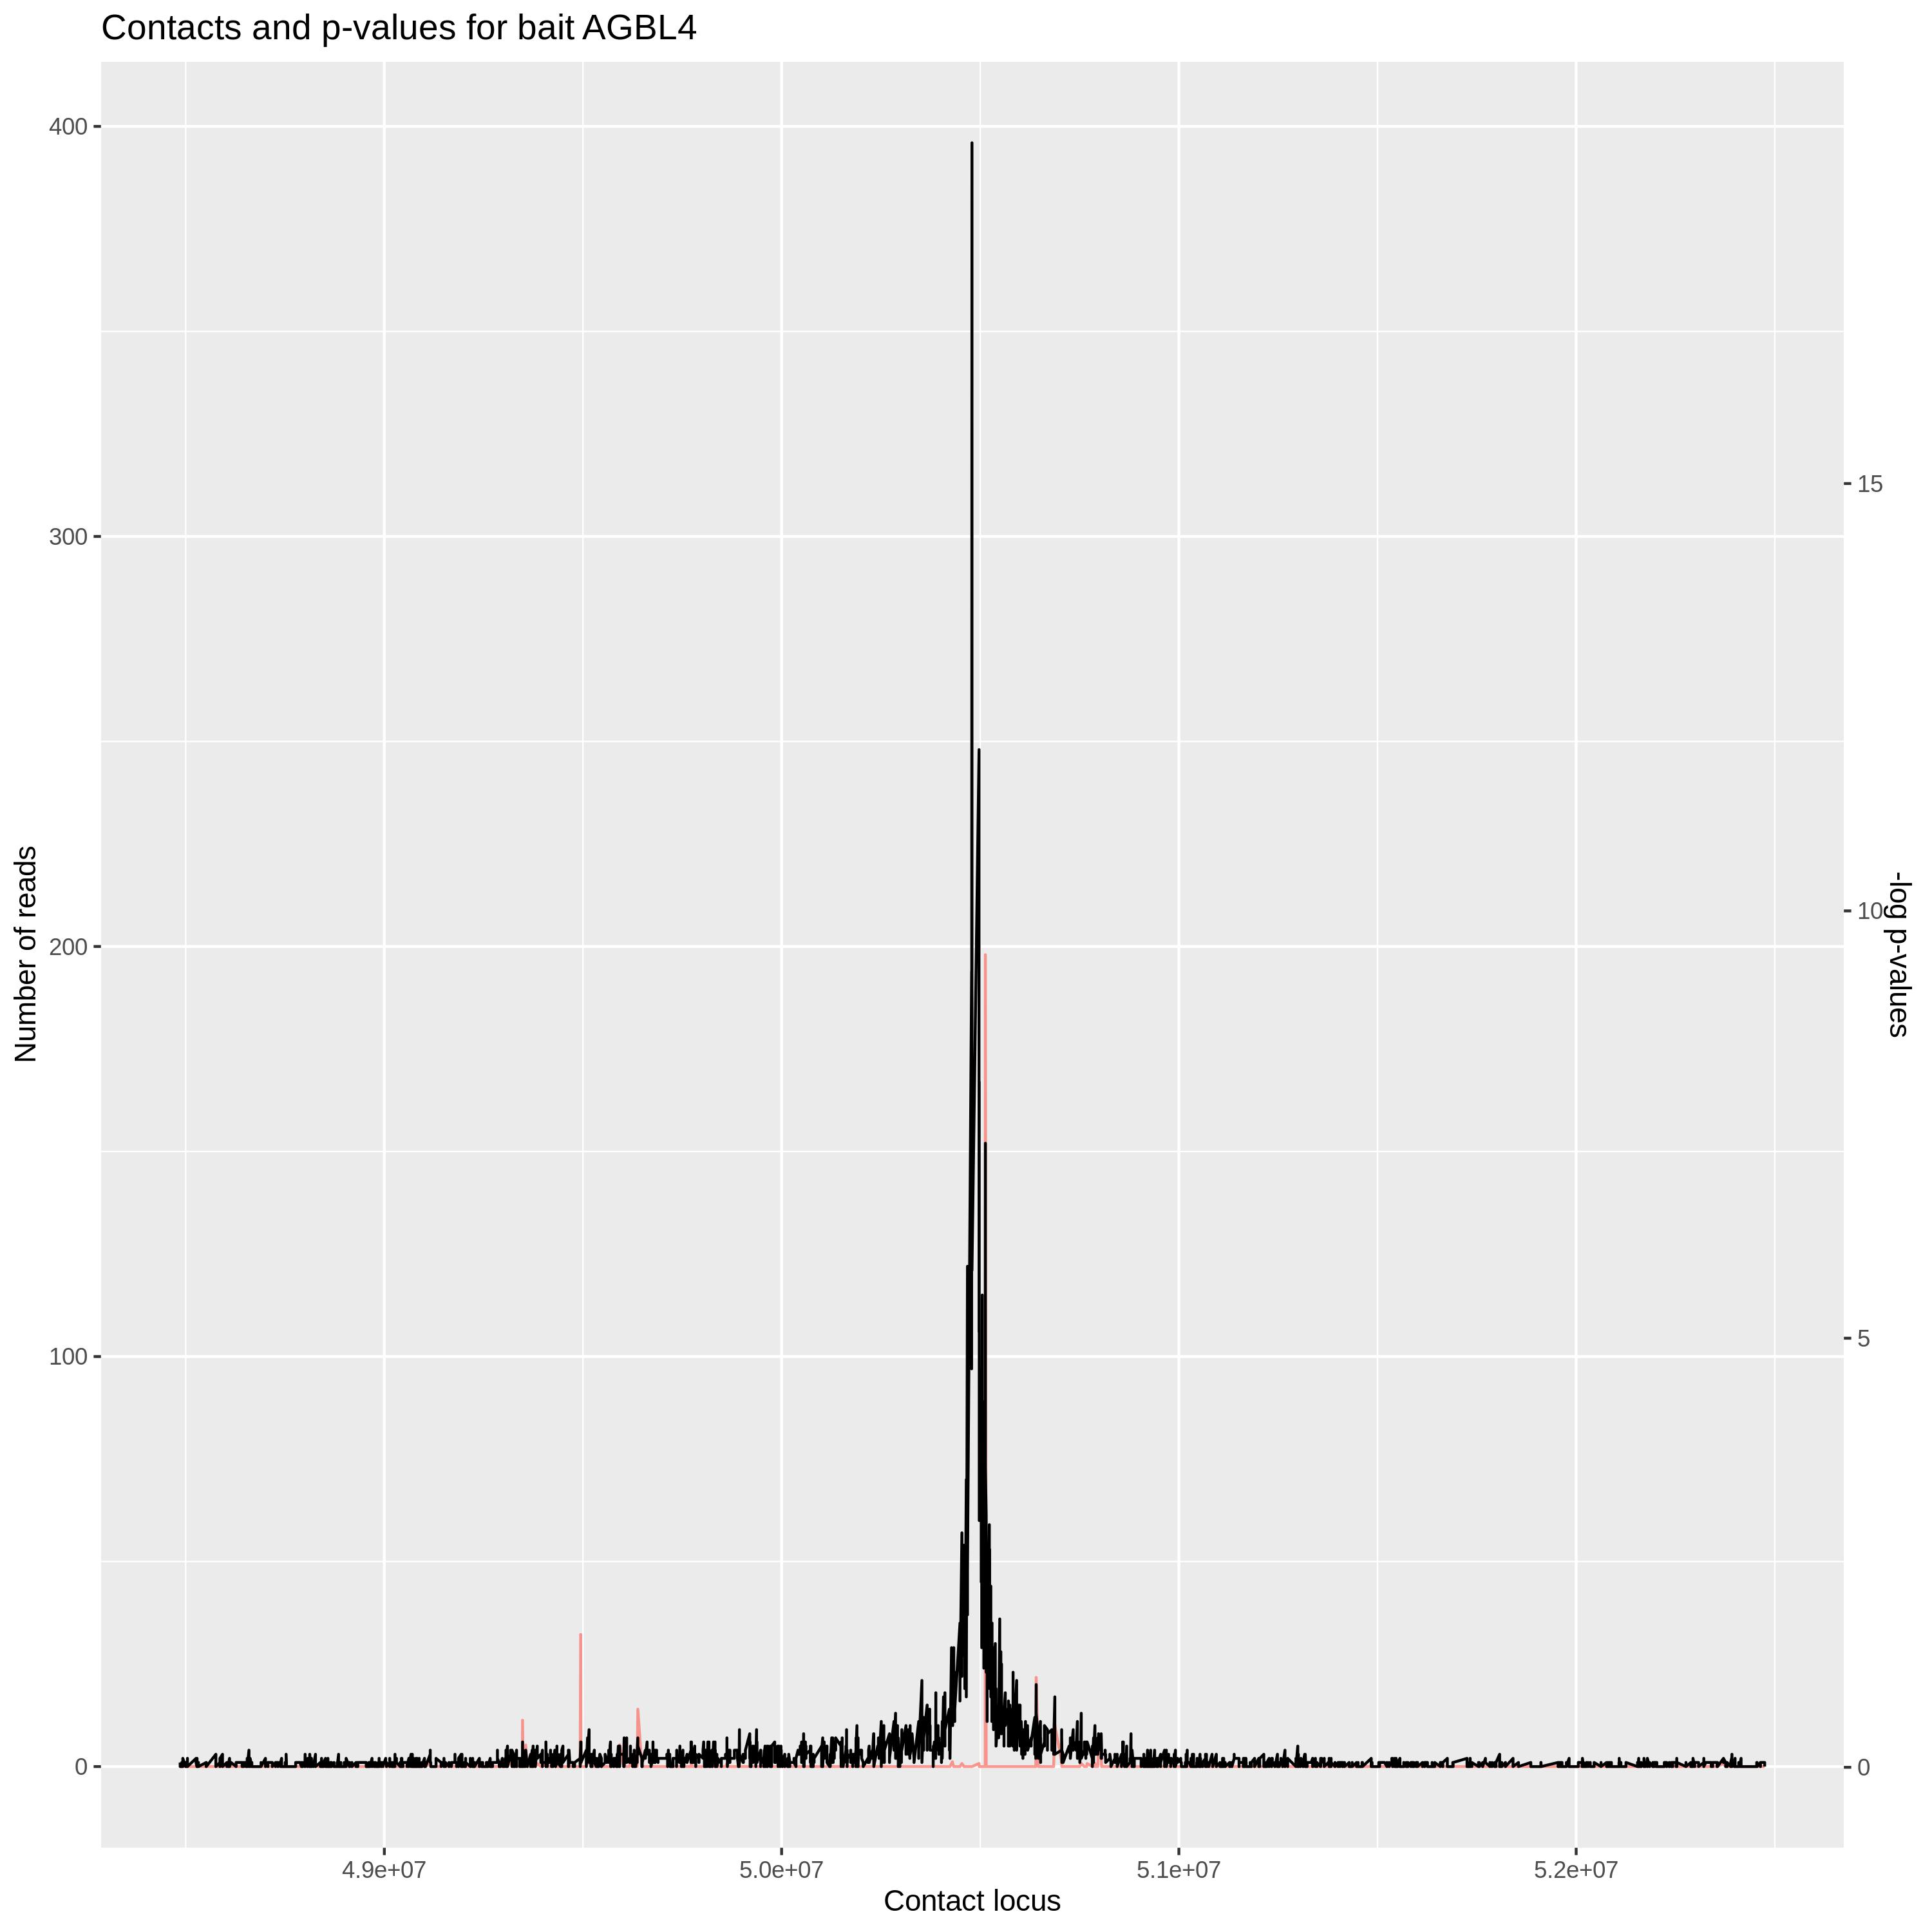 Contacts and p-values for bait AGBL4
400
300
200
100
0
Number of reads
15
10
5
0
-log p-values
4.9e+07
5.0e+07
5.1e+07
5.2e+07
Contact locus